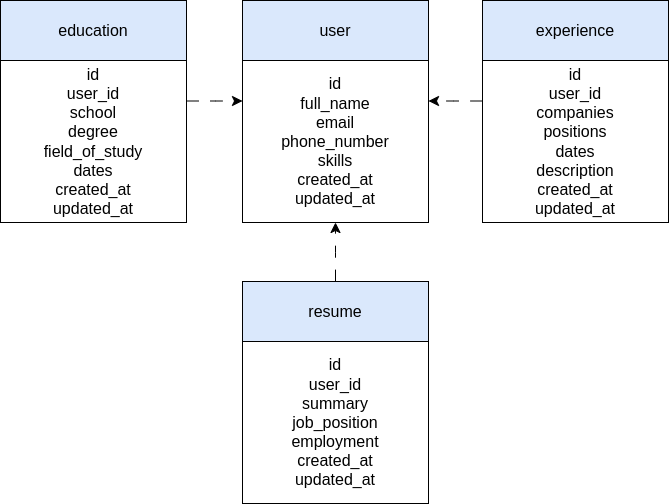 education
id
user_id
school
degree
field_of_study
dates
created_at
updated_at
user
id
full_name
email
phone_number
skills
created_at
updated_at
experience
id
user_id
companies
positions
dates
description
created_at
updated_at
resume
id
user_id
summary
job_position
employment
created_at
updated_at